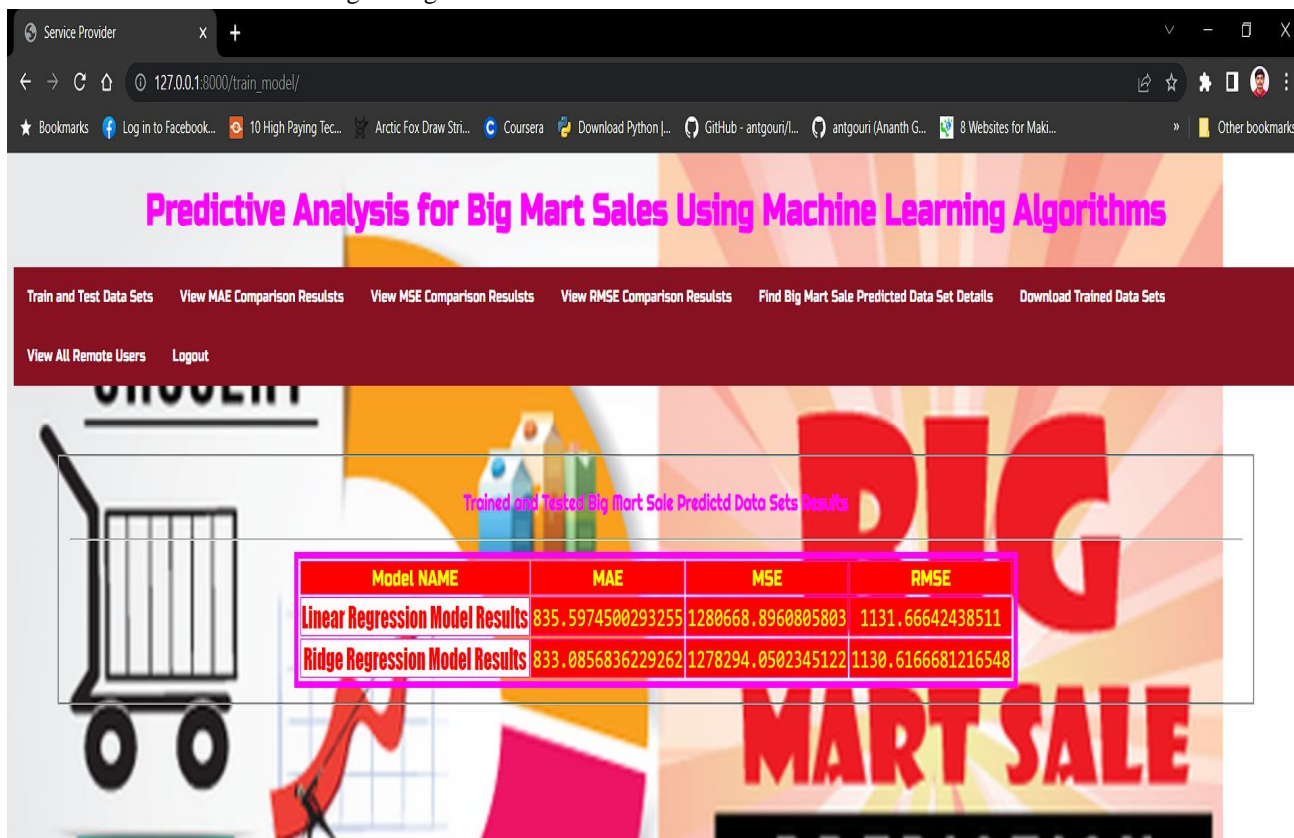 Service Provider
127.0.0.1:8000/train_model/
Bookmarks Log in to Facebook... 10 High Paying Tec... Arctic Fox Draw Stri... Coursera Download Python |... GitHub - antgouri/I... antgouri (Ananth G... 8 Websites for Maki... » Other bookmarks
Predictive Analysis for Big Mart Sales Using Machine Learning Algorithms
Train and Test Data Sets View MAE Comparison Resulsts View MSE Comparison Resulsts View RMSE Comparison Resulsts Find Big Mart Sale Predicted Data Set Details Download Trained Data Sets
View All Remote Users Logout
BIG
Trained and Tested Big Mart Sale Predictd Data Sets Results
Model NAME MAE MSE RMSE
Linear Regression Model Results 835.5974500293255 1280668.8960805803 1131.66642438511
Ridge Regression Model Results 833.0856836229262 1278294.0502345122 1130.6166681216548
MART SALE